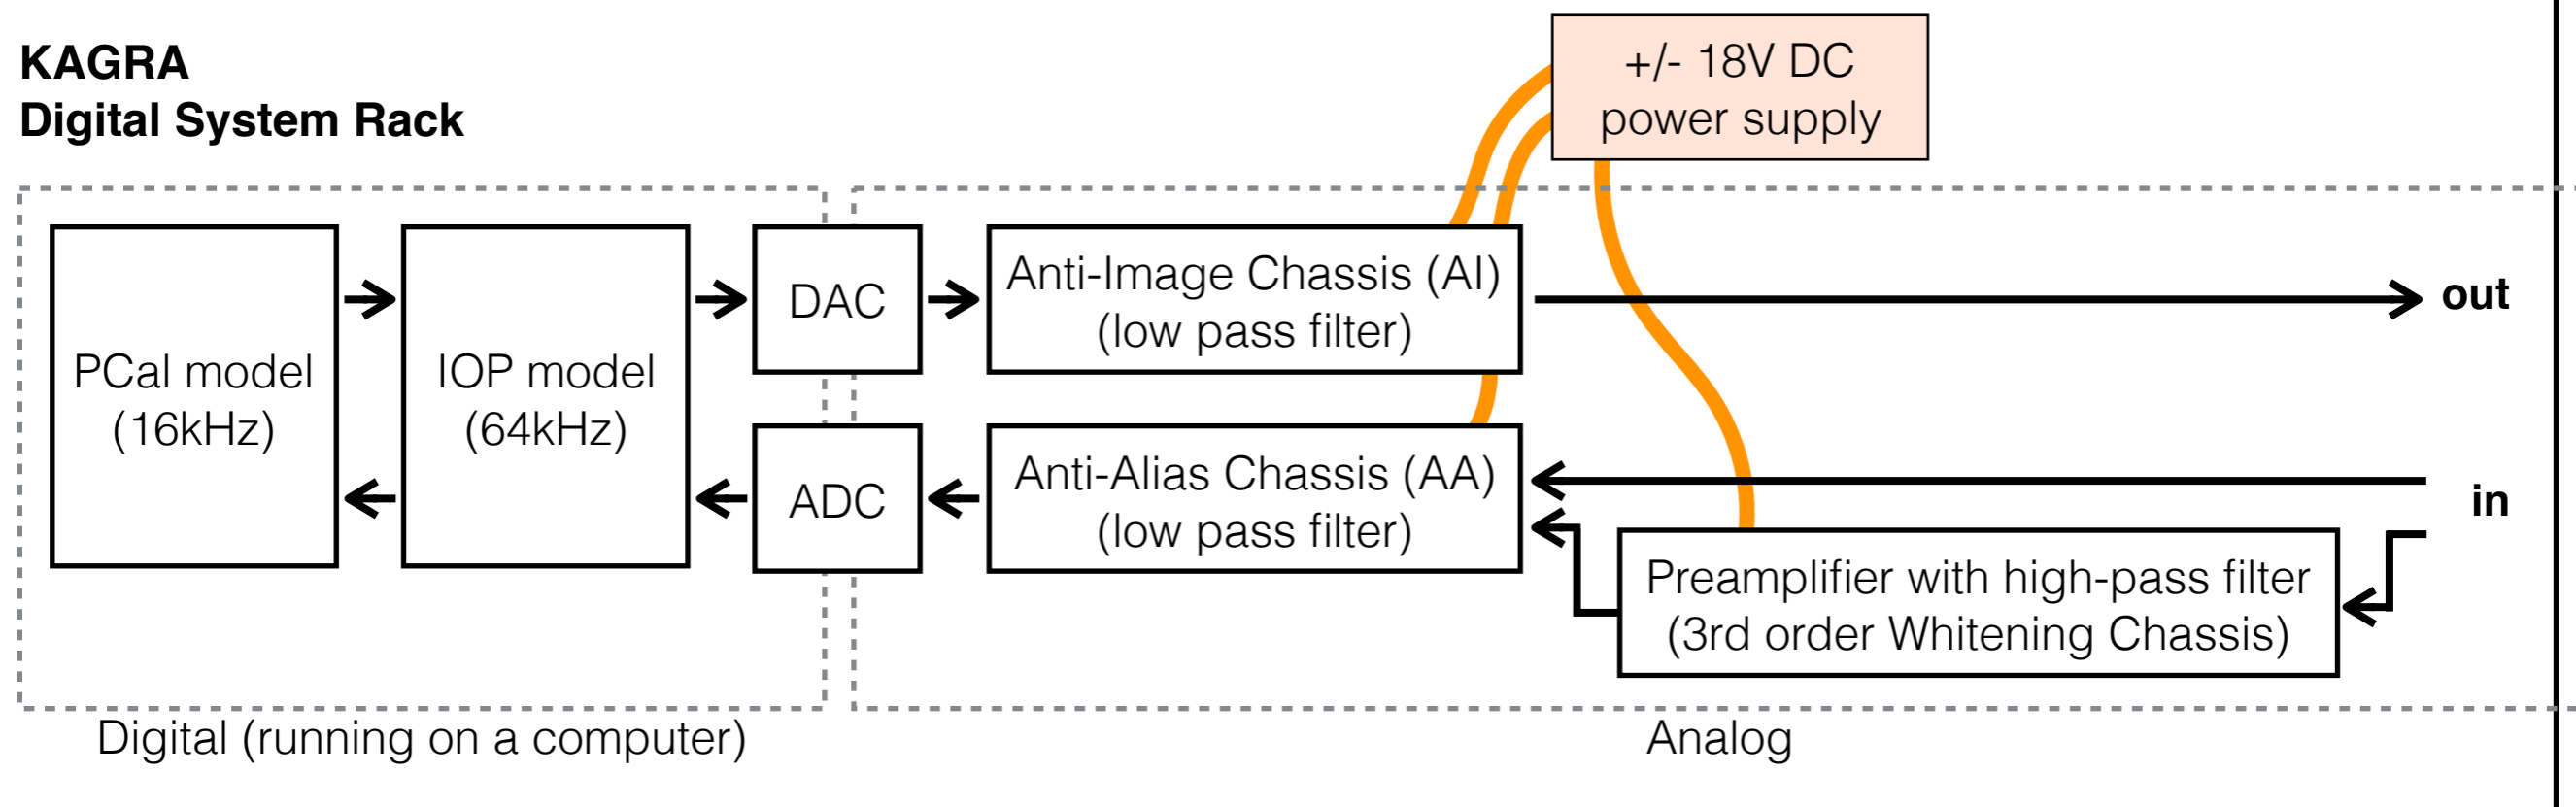 KAGRA
Digital System Rack
+/- 18V DC
power supply
PCal model
(16kHz)
IOP model
(64kHz)
DAC
Anti-Image Chassis (AI)
(low pass filter)
out
ADC
Anti-Alias Chassis (AA)
(low pass filter)
in
Preamplifier with high-pass filter
(3rd order Whitening Chassis)
Digital (running on a computer)
Analog